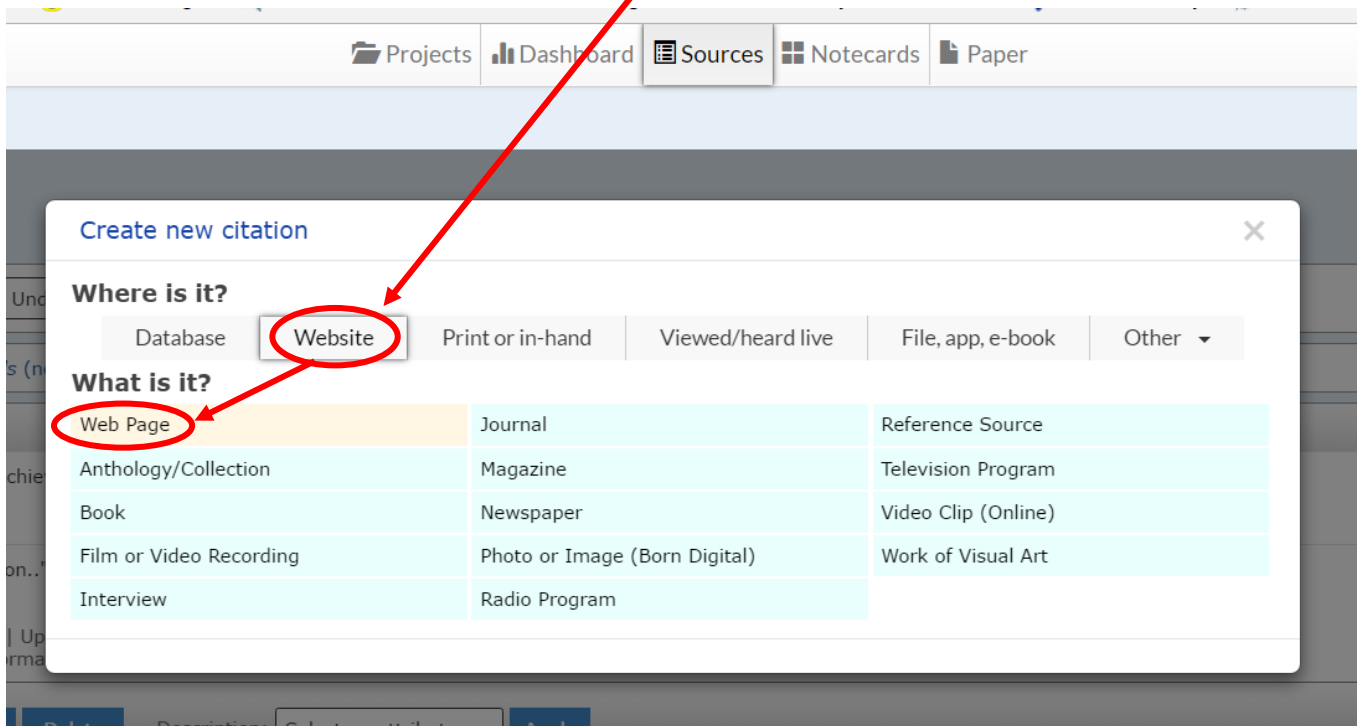 Projects Dashboard Sources Notecards Paper
Create new citation
Where is it?
Database Website Print or in-hand Viewed/heard live File, app, e-book Other
What is it?
Web Page Journal Reference Source
Anthology/Collection Magazine Television Program
Book Newspaper Video Clip (Online)
Film or Video Recording Photo or Image (Born Digital) Work of Visual Art
Interview Radio Program